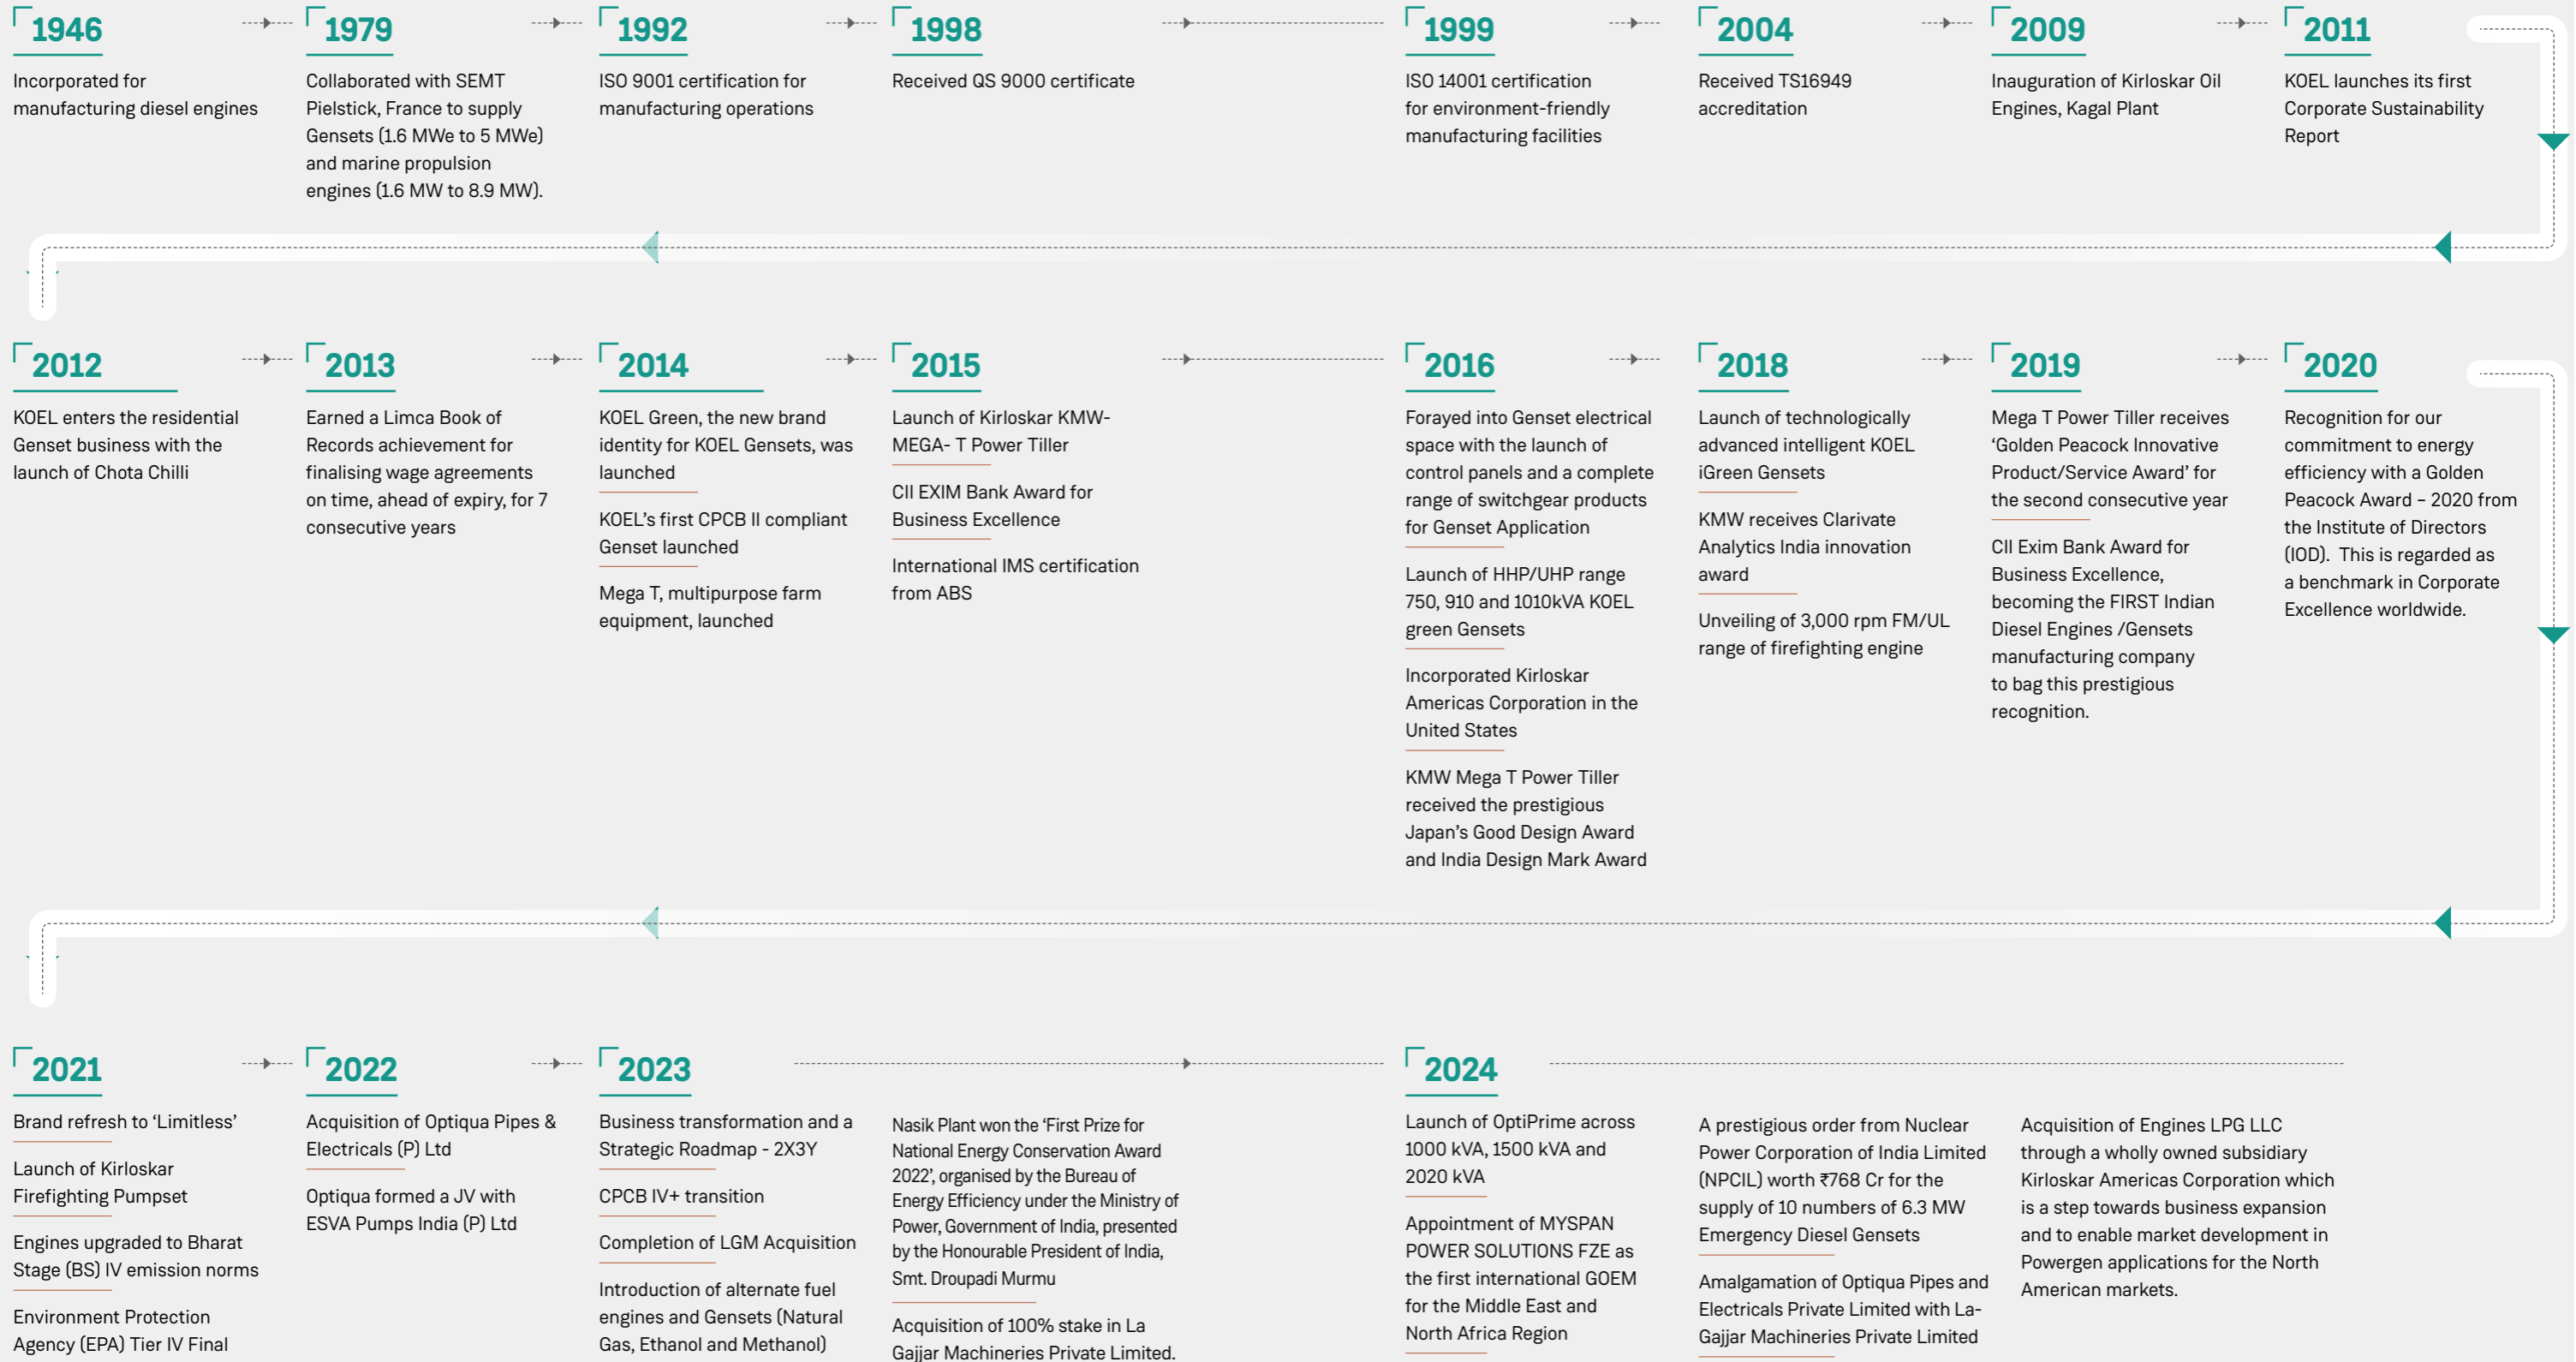 1946
Incorporated for
manufacturing diesel engines
1979
Collaborated with SEMT
Pielstick, France to supply
Gensets (1.6 MWe to 5 MWe)
and marine propulsion
engines (1.6 MW to 8.9 MW).
1992
ISO 9001 certification for
manufacturing operations
1998
Received QS 9000 certificate
1999
ISO 14001 certification
for environment-friendly
manufacturing facilities
2004
Received TS16949
accreditation
2009
Inauguration of Kirloskar Oil
Engines, Kagal Plant
2011
KOEL launches its first
Corporate Sustainability
Report
2012
KOEL enters the residential
Genset business with the
launch of Chota Chilli
2013
Earned a Limca Book of
Records achievement for
finalising wage agreements
on time, ahead of expiry, for 7
consecutive years
2014
KOEL Green, the new brand
identity for KOEL Gensets, was
launched
KOEL's first CPCB II compliant
Genset launched
Mega T, multipurpose farm
equipment, launched
2015
Launch of Kirloskar KMW-
MEGA- T Power Tiller
CII EXIM Bank Award for
Business Excellence
International IMS certification
from ABS
2016
Forayed into Genset electrical
space with the launch of
control panels and a complete
range of switchgear products
for Genset Application
Launch of HHP/UHP range
750, 910 and 1010kVA KOEL
green Gensets
Incorporated Kirloskar
Americas Corporation in the
United States
KMW Mega T Power Tiller
received the prestigious
Japan's Good Design Award
and India Design Mark Award
2018
Launch of technologically
advanced intelligent KOEL
iGreen Gensets
KMW receives Clarivate
Analytics India innovation
award
Unveiling of 3,000 rpm FM/UL
range of firefighting engine
2019
Mega T Power Tiller receives
‘Golden Peacock Innovative
Product/Service Award’ for
the second consecutive year
CII Exim Bank Award for
Business Excellence,
becoming the FIRST Indian
Diesel Engines /Gensets
manufacturing company
to bag this prestigious
recognition.
2020
Recognition for our
commitment to energy
efficiency with a Golden
Peacock Award – 2020 from
the Institute of Directors
(IOD). This is regarded as
a benchmark in Corporate
Excellence worldwide.
2021
Brand refresh to ‘Limitless’
Launch of Kirloskar
Firefighting Pumpset
Engines upgraded to Bharat
Stage (BS) IV emission norms
Environment Protection
Agency (EPA) Tier IV Final
2022
Acquisition of Optiqua Pipes &
Electricals (P) Ltd
Optiqua formed a JV with
ESVA Pumps India (P) Ltd
2023
Business transformation and a
Strategic Roadmap - 2X3Y
CPCB IV+ transition
Completion of LGM Acquisition
Introduction of alternate fuel
engines and Gensets (Natural
Gas, Ethanol and Methanol)
Nasik Plant won the ‘First Prize for
National Energy Conservation Award
2022’, organised by the Bureau of
Energy Efficiency under the Ministry of
Power, Government of India, presented
by the Honourable President of India,
Smt. Droupadi Murmu
Acquisition of 100% stake in La
Gajjar Machineries Private Limited.
2024
Launch of OptiPrime across
1000 kVA, 1500 kVA and
2020 kVA
Appointment of MYSPAN
POWER SOLUTIONS FZE as
the first international GOEM
for the Middle East and
North Africa Region
A prestigious order from Nuclear
Power Corporation of India Limited
(NPCIL) worth ₹768 Cr for the
supply of 10 numbers of 6.3 MW
Emergency Diesel Gensets
Amalgamation of Optiqua Pipes and
Electricals Private Limited with La-
Gajjar Machineries Private Limited
Acquisition of Engines LPG LLC
through a wholly owned subsidiary
Kirloskar Americas Corporation which
is a step towards business expansion
and to enable market development in
Powergen applications for the North
American markets.